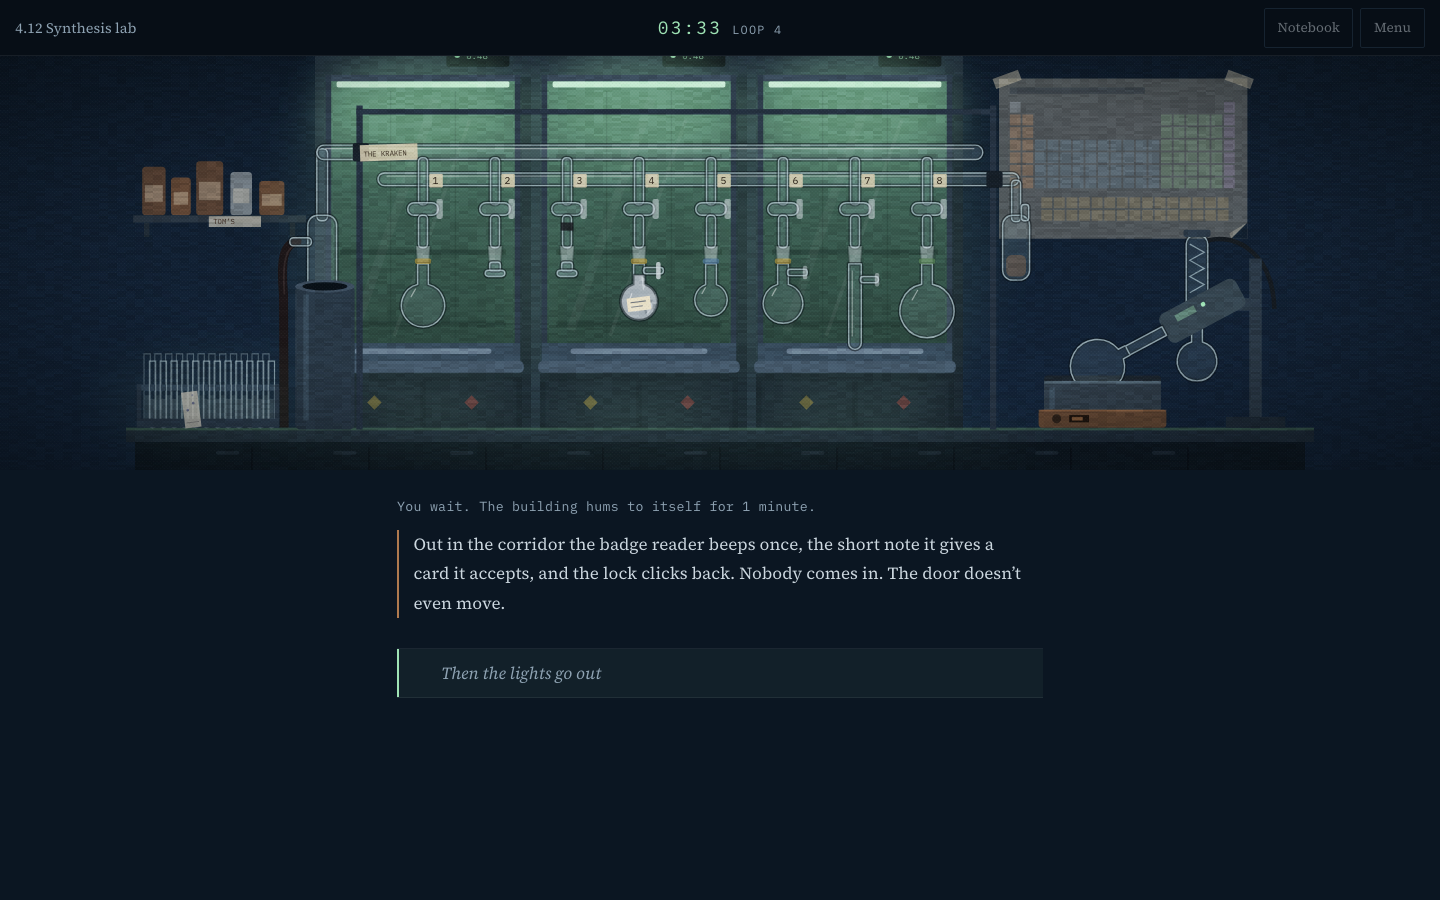 4.12 Synthesis lab
03:33 LOOP 4
Notebook
Menu
THE KRAKEN
1
2
3
4
5
6
7
8
TOM'S
You wait. The building hums to itself for 1 minute.
Out in the corridor the badge reader beeps once, the short note it gives a
card it accepts, and the lock clicks back. Nobody comes in. The door doesn’t
even move.
Then the lights go out